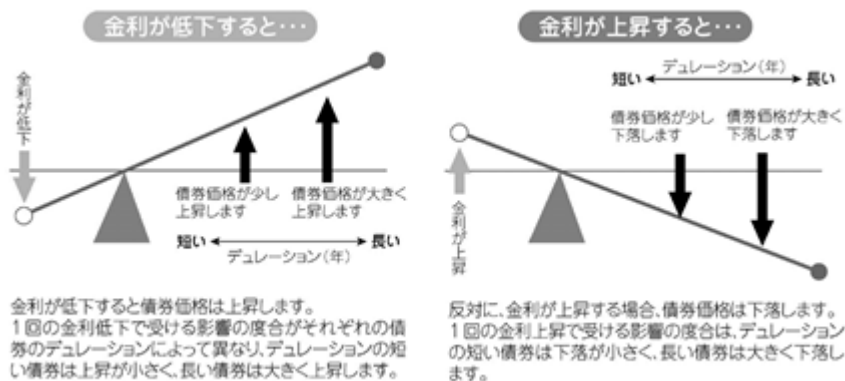 金利が低下すると･･･
金利が低下
債券価格が少し
上昇します
債券価格が大きく
上昇します
短い
長い
デュレーション(年)
金利が低下すると債券価格は上昇します。
1回の金利低下で受ける影響の度合がそれぞれの債
券のデュレーションによって異なり、デュレーションの短
い債券は上昇が小さく、長い債券は大きく上昇します。
金利が上昇すると･･･
デュレーション(年)
短い
長い
債券価格が少し
下落します
債券価格が大きく
下落します
金利が上昇
反対に、金利が上昇する場合、債券価格は下落します。
1回の金利上昇で受ける影響の度合は、デュレーション
の短い債券は下落が小さく、長い債券は大きく下落し
ます。